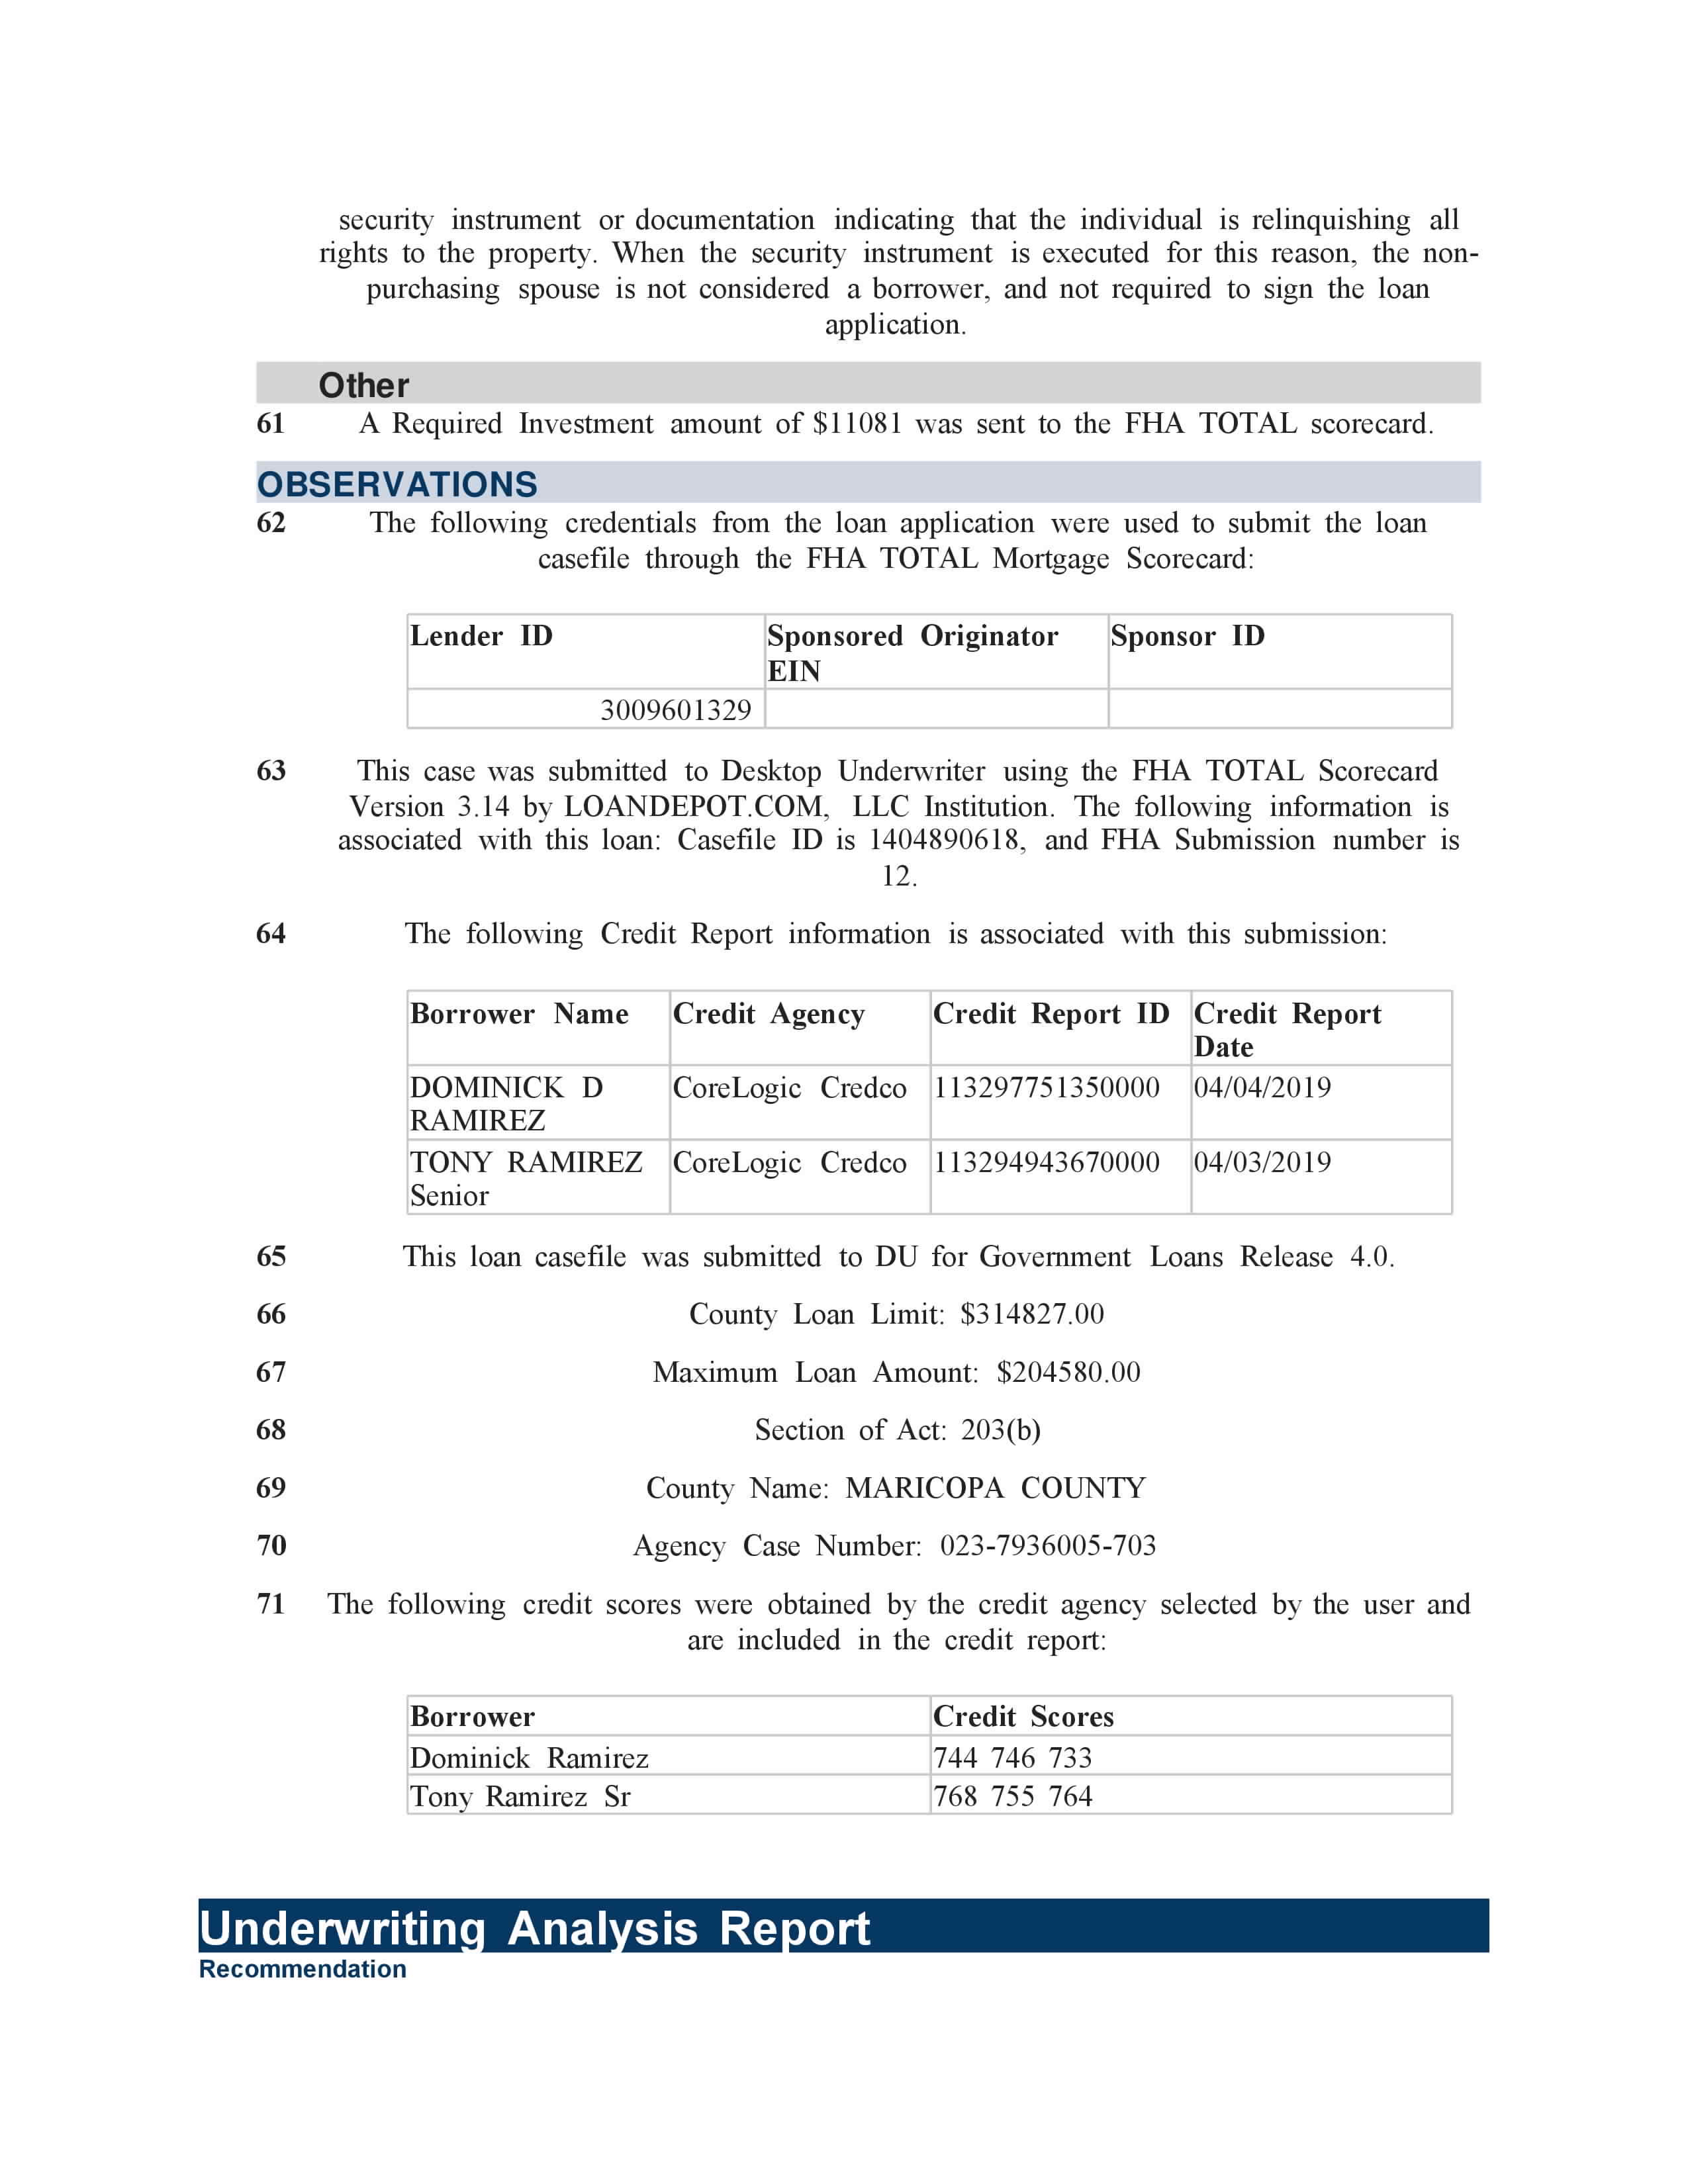 security instrument or documentation indicating that the individual is relinquishing all
rights to the property. When the security instrument is executed for this reason, the non-
purchasing spouse is not considered a borrower, and not required to sign the loan
application.
Other
61 A Required Investment amount of $11081 was sent to the FHA TOTAL scorecard.
OBSERVATIONS
62 The following credentials from the loan application were used to submit the loan
casefile through the FHA TOTAL Mortgage Scorecard:
Lender ID Sponsored Originator Sponsor ID
EIN
3009601329
63 This case was submitted to Desktop Underwriter using the FHA TOTAL Scorecard
Version 3.14 by LOANDEPOT.COM, LLC Institution. The following information is
associated with this loan: Casefile ID is 1404890618, and FHA Submission number is
12.
64 The following Credit Report information is associated with this submission:
Borrower Name Credit Agency Credit Report ID Credit Report
Date
DOMINICK D CoreLogic Credco 113297751350000 04/04/2019
RAMIREZ
TONY RAMIREZ CoreLogic Credco 113294943670000 04/03/2019
Senior
65 This loan casefile was submitted to DU for Government Loans Release 4.0.
66 County Loan Limit: $314827.00
67 Maximum Loan Amount: $204580.00
68 Section of Act: 203(b)
69 County Name: MARICOPA COUNTY
70 Agency Case Number: 023-7936005-703
71 The following credit scores were obtained by the credit agency selected by the user and
are included in the credit report:
Borrower Credit Scores
Dominick Ramirez 744 746 733
Tony Ramirez Sr 768 755 764
Underwriting Analysis Report
Recommendation